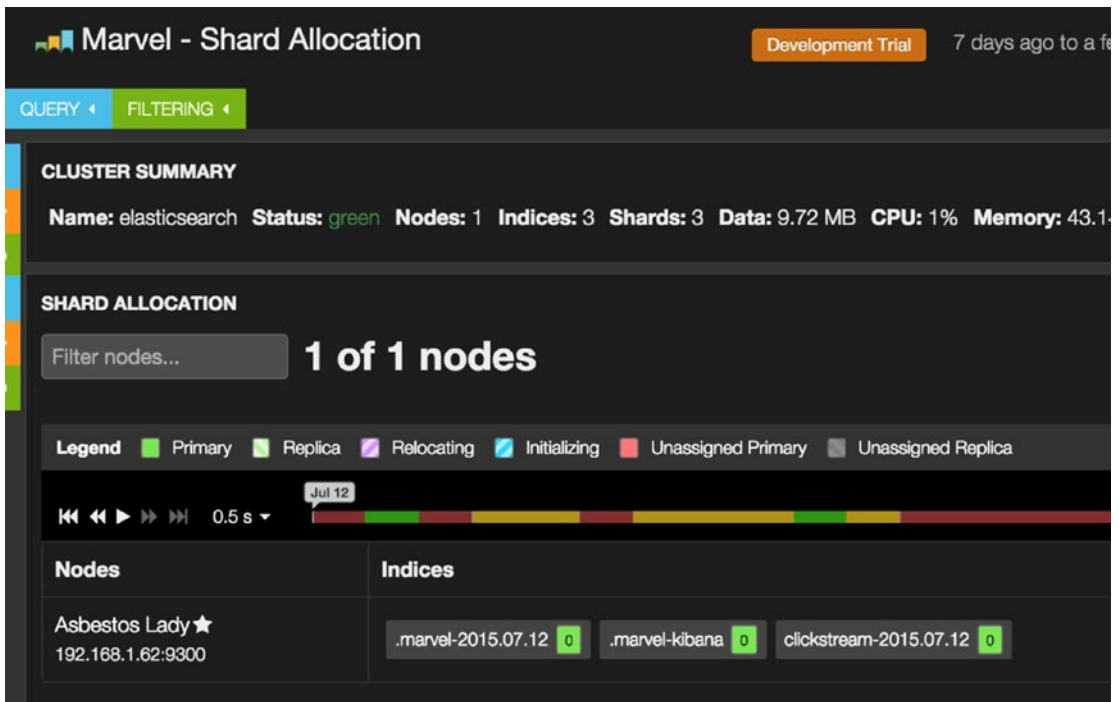 Marvel - Shard Allocation
Development Trial
7 days ago to a
QUERY
FILTERING
CLUSTER SUMMARY
Name: elasticsearch Status: green Nodes: 1 Indices: 3 Shards: 3 Data: 9.72 MB CPU: 1% Memory: 43.1
SHARD ALLOCATION
Filter nodes...
1 of 1 nodes
Legend Primary Replica Relocating Initializing Unassigned Primary Unassigned Replica
Jul 12
0.5 s
Nodes Indices
Asbestos Lady
192.168.1.62:9300
.marvel-2015.07.12 0 .marvel-kibana 0 clickstream-2015.07.12 0